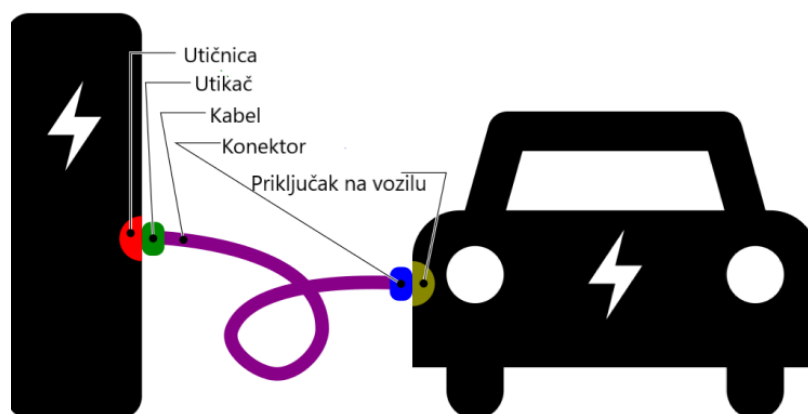 Utičnica
Utikač
Kabel
Konektor
Priključak na vozilu